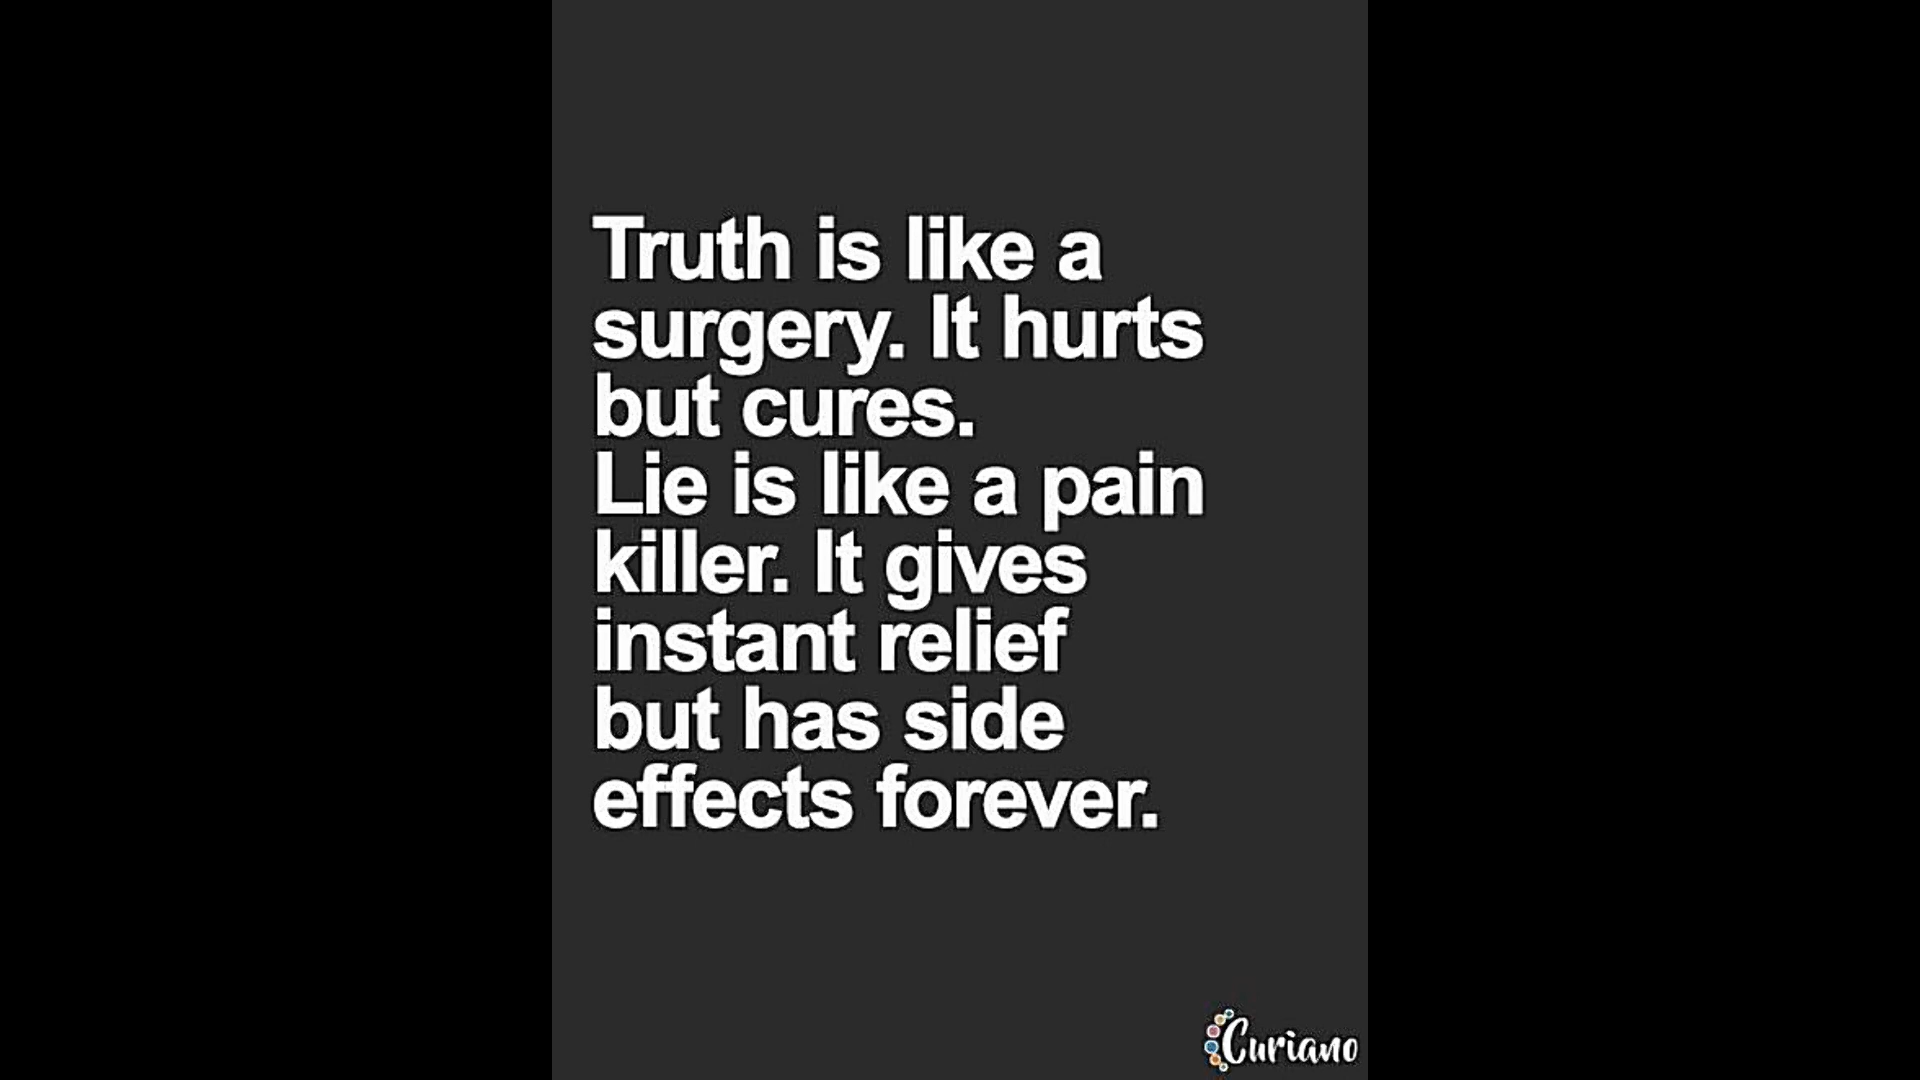 Truth is like a
surgery. It hurts
but cures.
Lie is like a pain
killer. It gives
instant relief
but has side
effects forever.
Curiano